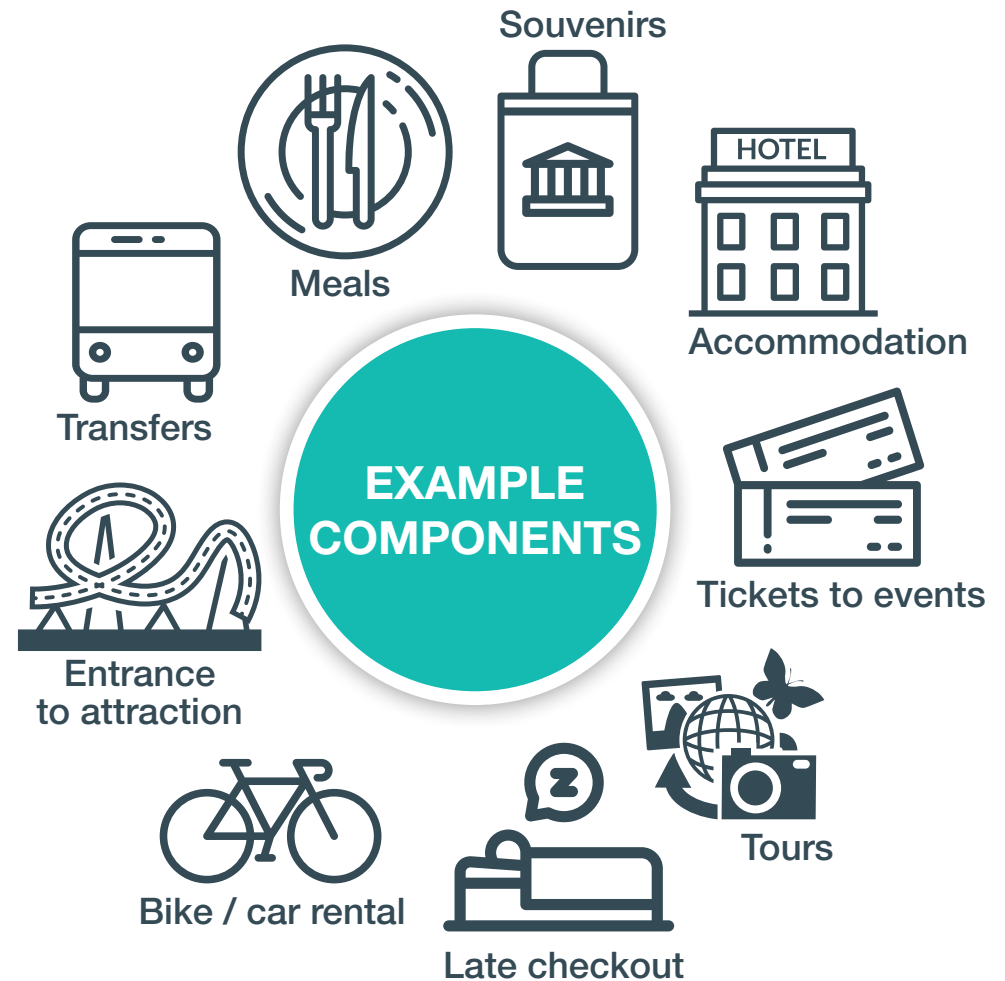 Souvenirs
HOTEL
Meals
Accommodation
Transfers
EXAMPLE
COMPONENTS
Tickets to events
Entrance
to attraction
Z
Tours
Bike / car rental
Late checkout